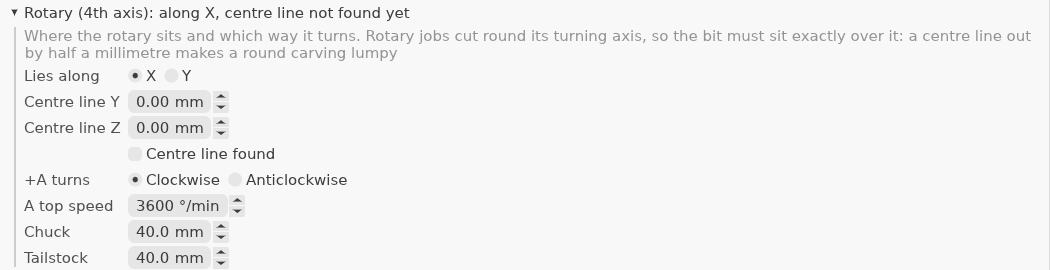 Rotary (4th axis): along X, centre line not found yet
Where the rotary sits and which way it turns. Rotary jobs cut round its turning axis, so the bit must sit exactly over it: a centre line out
by half a millimetre makes a round carving lumpy
Lies along X Y
Centre line Y 0.00 mm
Centre line Z 0.00 mm
Centre line found
+A turns Clockwise Anticlockwise
A top speed 3600 °/min
Chuck 40.0 mm
Tailstock 40.0 mm